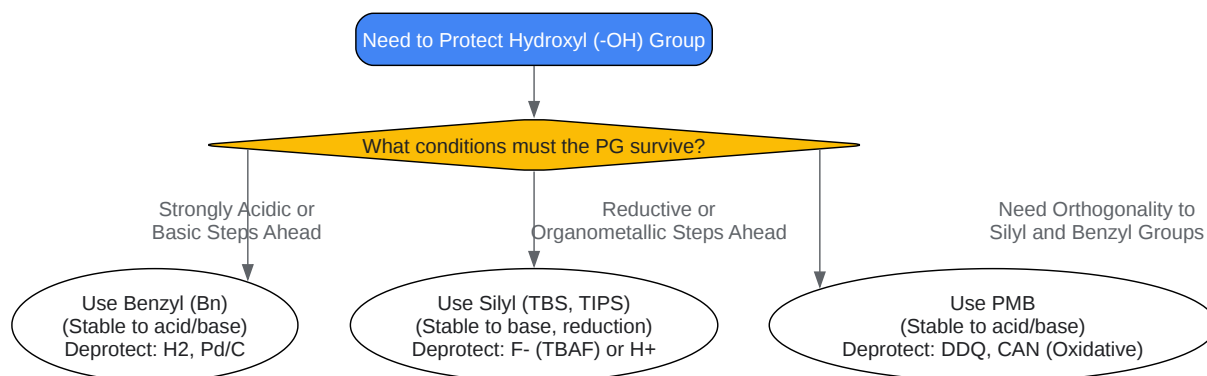 Need to Protect Hydroxyl (-OH) Group
What conditions must the PG survive?
Strongly Acidic or
Basic Steps Ahead
Reductive or
Organometallic Steps Ahead
Need Orthogonality to
Silyl and Benzyl Groups
Use Benzyl (Bn)
(Stable to acid/base)
Deprotect: H2, Pd/C
Use Silyl (TBS, TIPS)
(Stable to base, reduction)
Deprotect: F- (TBAF) or H+
Use PMB
(Stable to acid/base)
Deprotect: DDQ, CAN (Oxidative)